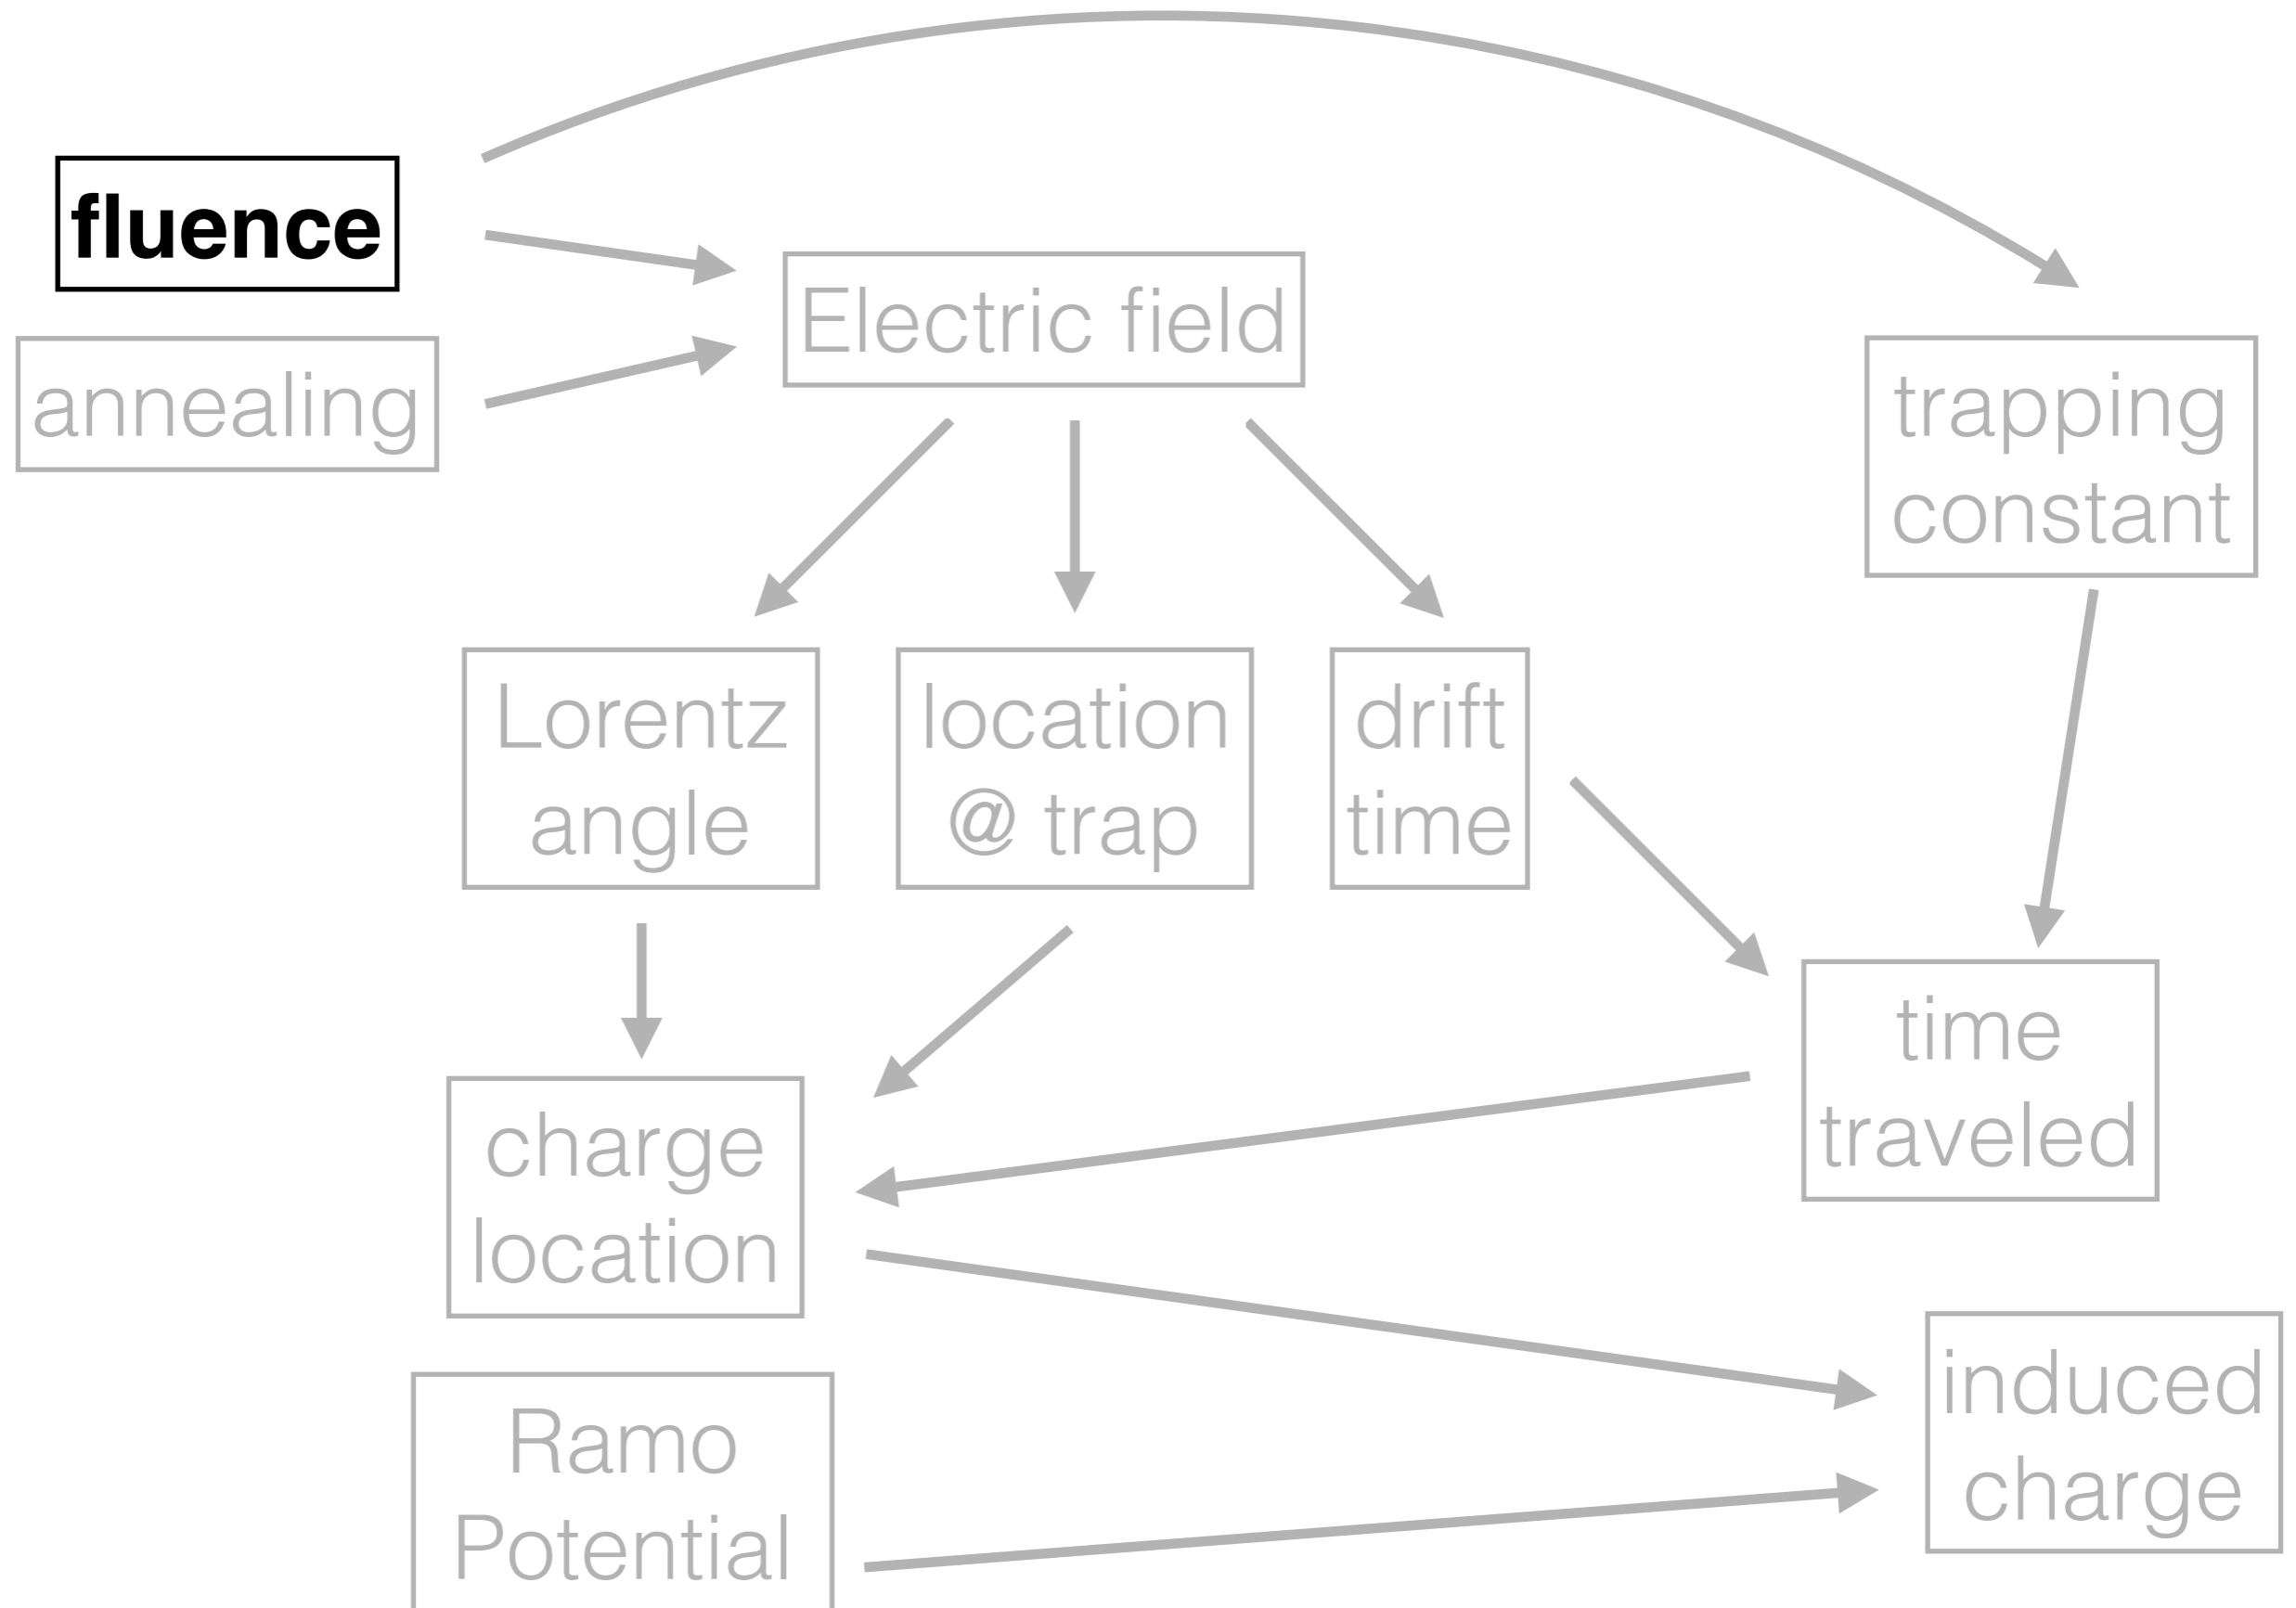 fluence
annealing
Electric field
trapping
constant
Lorentz
angle
location
@ trap
drift
time
time
traveled
charge
location
induced
charge
Ramo
Potential